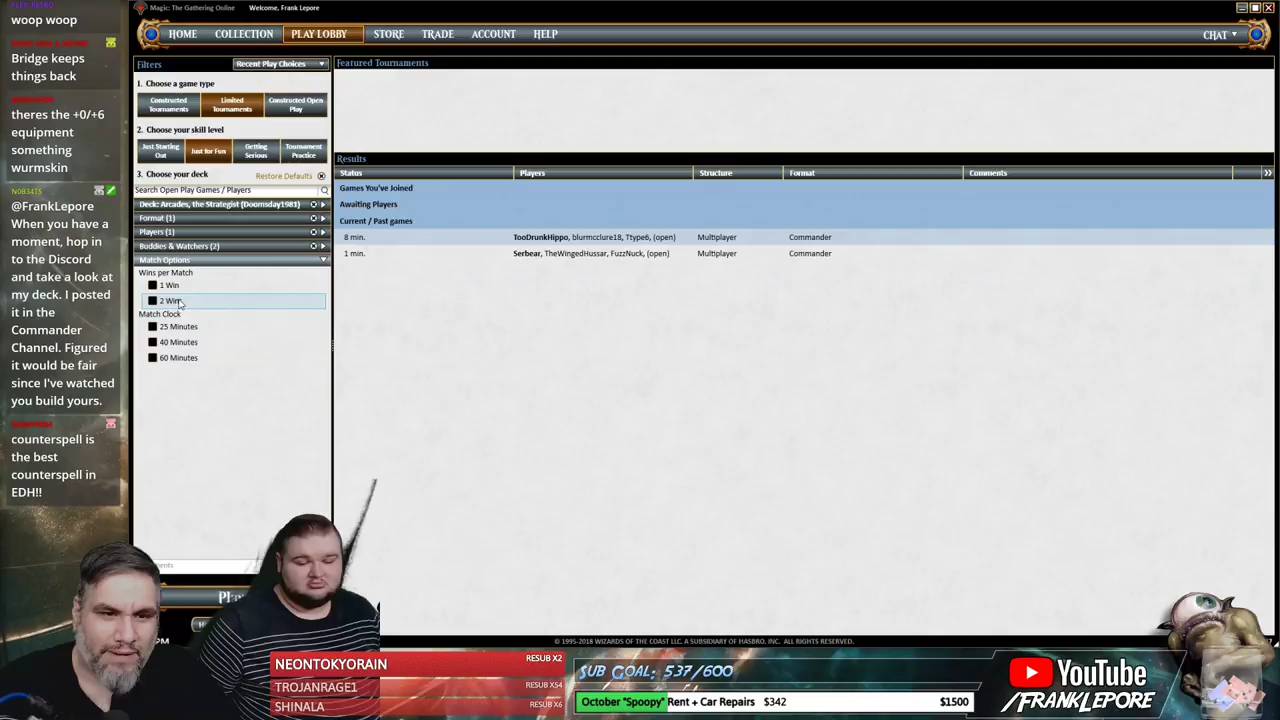 woop woop
Bridge keeps
things back
theres the +0/+6
equipment
something
wurmskin
N0B34TS
@FrankLepore
When you have a
moment, hop in
to the Discord
and take a look at
my deck. I posted
it in the
Commander
Channel. Figured
it would be fair
since I've watched
you build yours.
counterspell is
the best
counterspell in
EDH!!
Magic: The Gathering Online Welcome, Frank Lepore
HOME COLLECTION PLAY LOBBY STORE TRADE ACCOUNT HELP CHAT
Filters Recent Play Choices
1. Choose a game type
Constructed Tournaments Limited Tournaments Constructed Open Play
2. Choose your skill level
Just Starting Out Just for Fun Getting Serious Tournament Practice
3. Choose your deck Restore Defaults
Search Open Play Games / Players
Deck: Arcades, the Strategist (Doomsday1981)
Format (1)
Players (1)
Buddies & Watchers (2)
Match Options
Wins per Match
1 Win
2 Wins
Match Clock
25 Minutes
40 Minutes
60 Minutes
Featured Tournaments
Results
Status Players Structure Format Comments
Games You've Joined
Awaiting Players
Current / Past games
8 min. TooDrunkHippo, blurmcclure18, Ttype6, (open) Multiplayer Commander
1 min. Serbear, TheWingedHussar, FuzzNuck, (open) Multiplayer Commander
© 1995-2018 WIZARDS OF THE COAST LLC. A SUBSIDIARY OF HASBRO, INC. ALL RIGHTS RESERVED.
NEONTOKYORAIN RESUB X2
TROJANRAGE1 RESUB X54
SHINALA RESUB X6
SUB GOAL: 537/600
October "Spoopy" Rent + Car Repairs $342 $1500
YouTube
/FRANKLEPORE